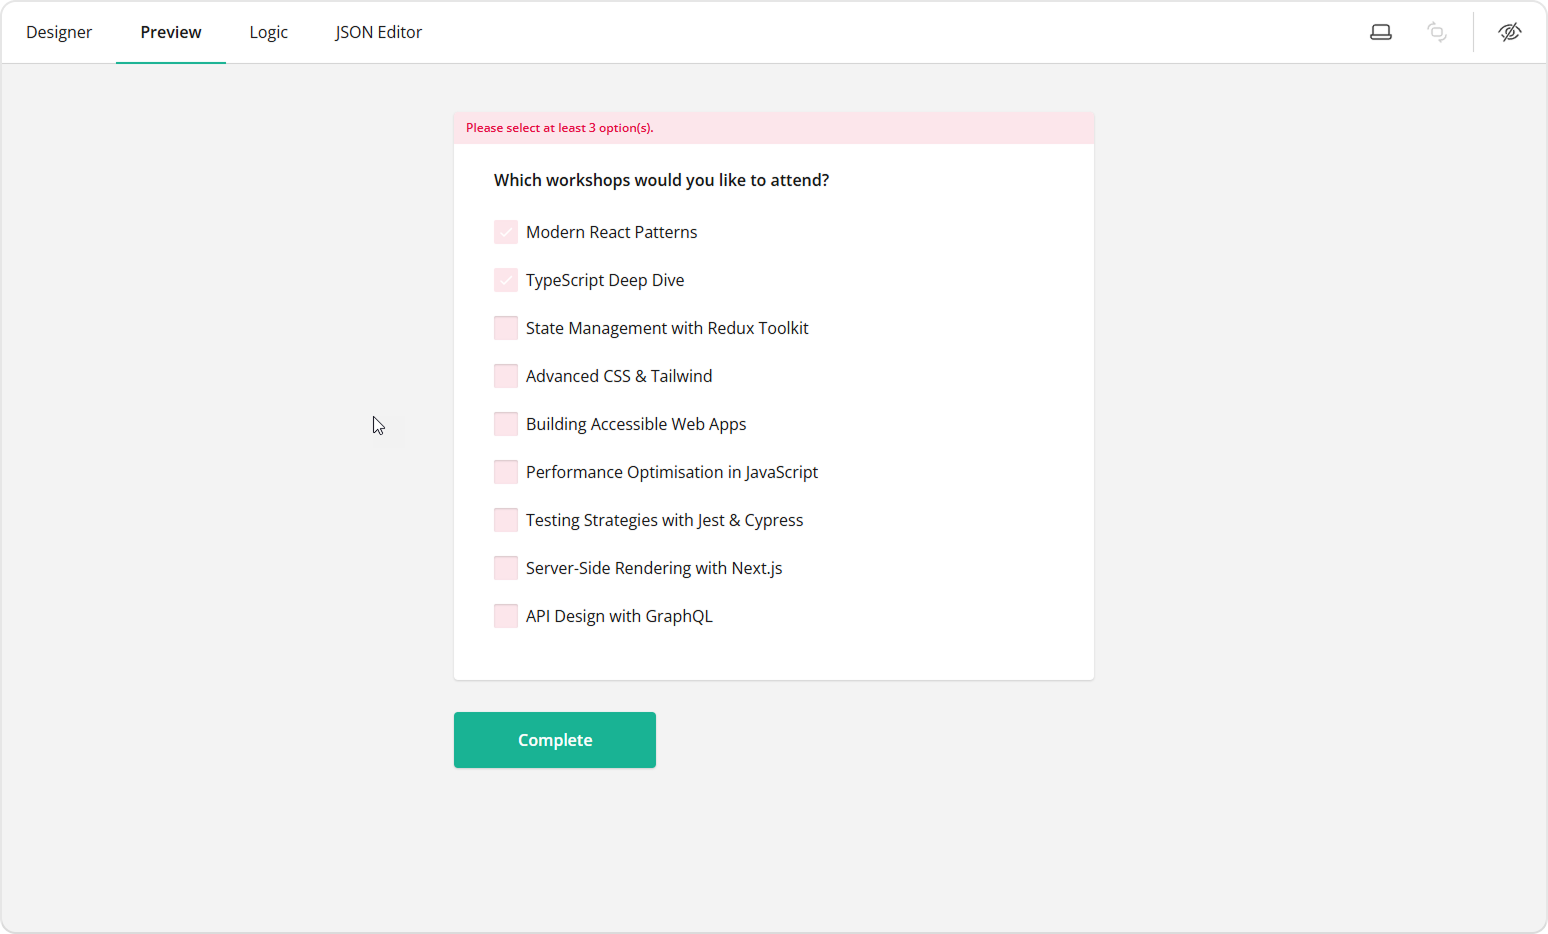 Designer Preview Logic JSON Editor
Please select at least 3 option(s).
Which workshops would you like to attend?
Modern React Patterns
TypeScript Deep Dive
State Management with Redux Toolkit
Advanced CSS & Tailwind
Building Accessible Web Apps
Performance Optimisation in JavaScript
Testing Strategies with Jest & Cypress
Server-Side Rendering with Next.js
API Design with GraphQL
Complete